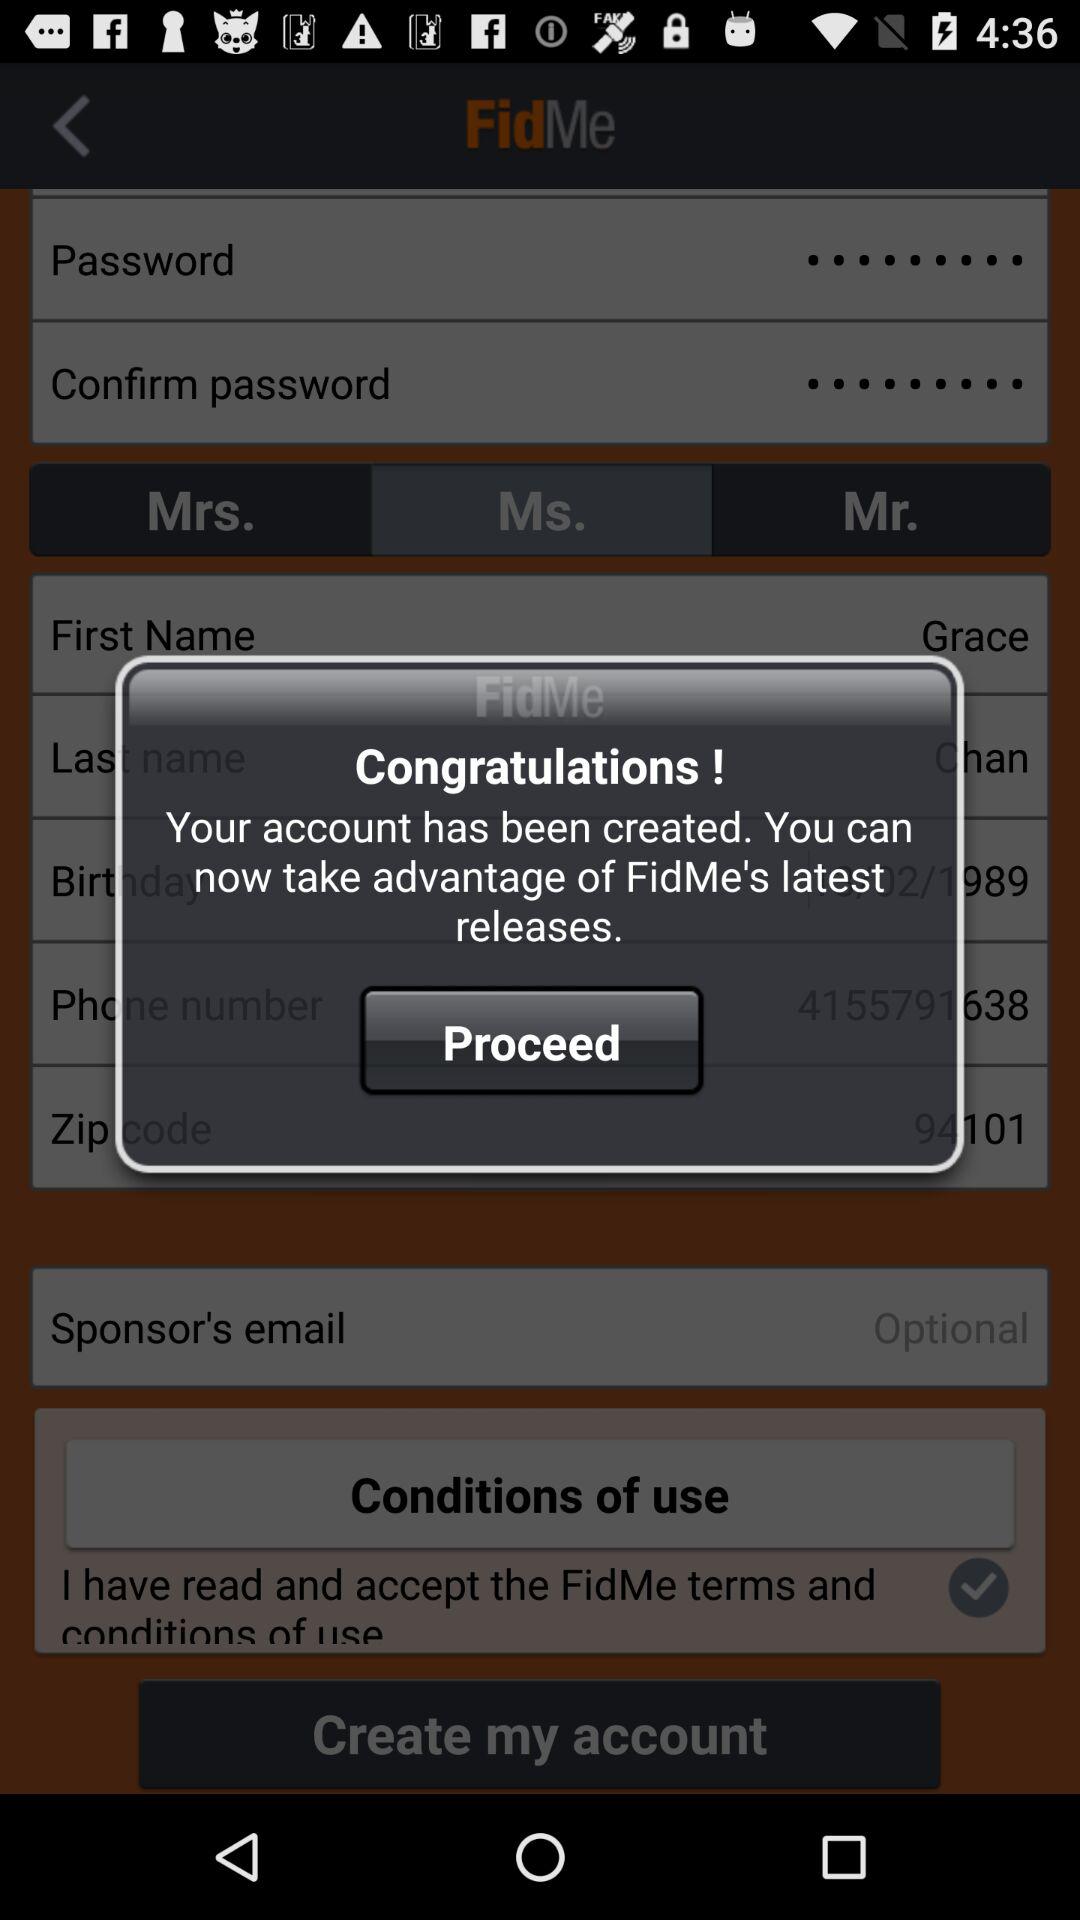 FAKE
4:36
FidMe
Password •••••••••
Confirm password •••••••••
Mrs. Ms. Mr.
First Name Grace
FidMe
Last name Chan
Congratulations !
Your account has been created. You can
Birthday /02/1989
now take advantage of FidMe's latest
releases.
Phone number 4155791638
Proceed
Zip code 94101
Sponsor's email Optional
Conditions of use
I have read and accept the FidMe terms and
conditions of use
Create my account